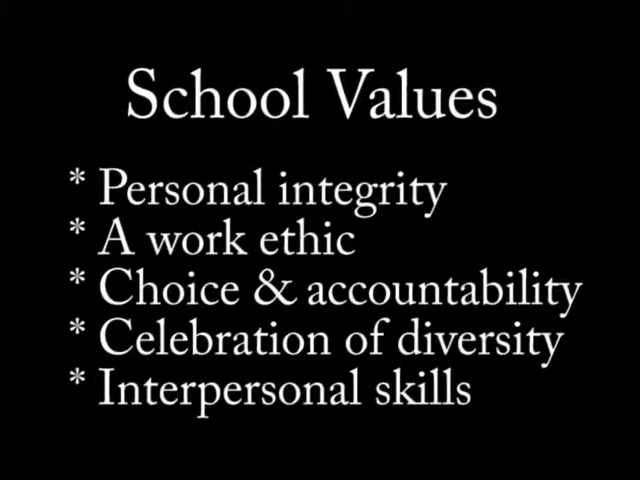 School Values
* Personal integrity
* A work ethic
* Choice & accountability
* Celebration of diversity
* Interpersonal skills